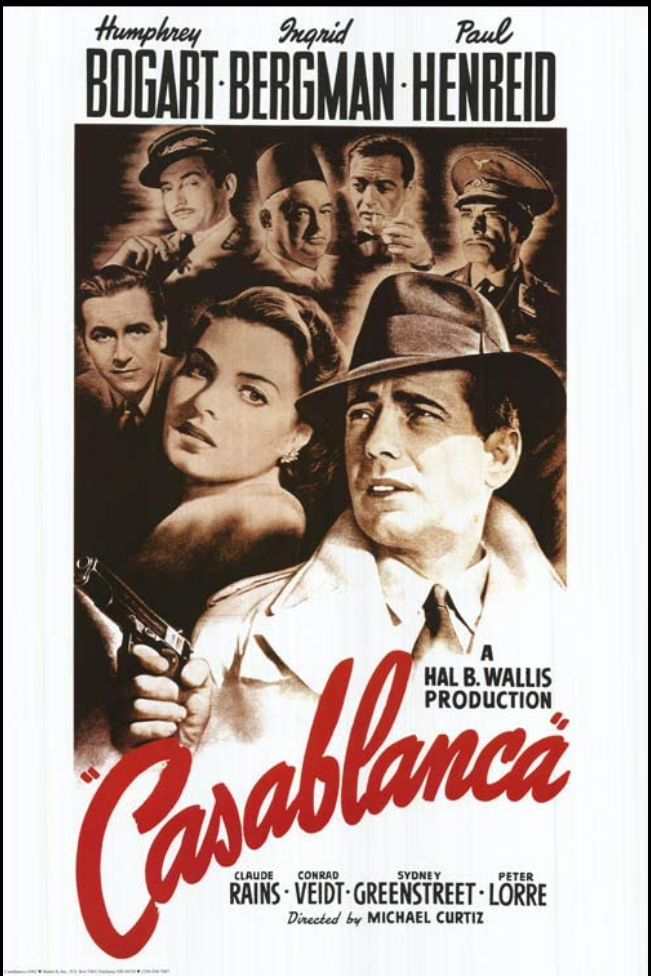 Humphrey Ingrid Paul
BOGART · BERGMAN · HENREID
A
HAL B. WALLIS
PRODUCTION
"Casablanca"
CLAUDE CONRAD SYDNEY PETER
RAINS · VEIDT · GREENSTREET · LORRE
Directed by MICHAEL CURTIZ